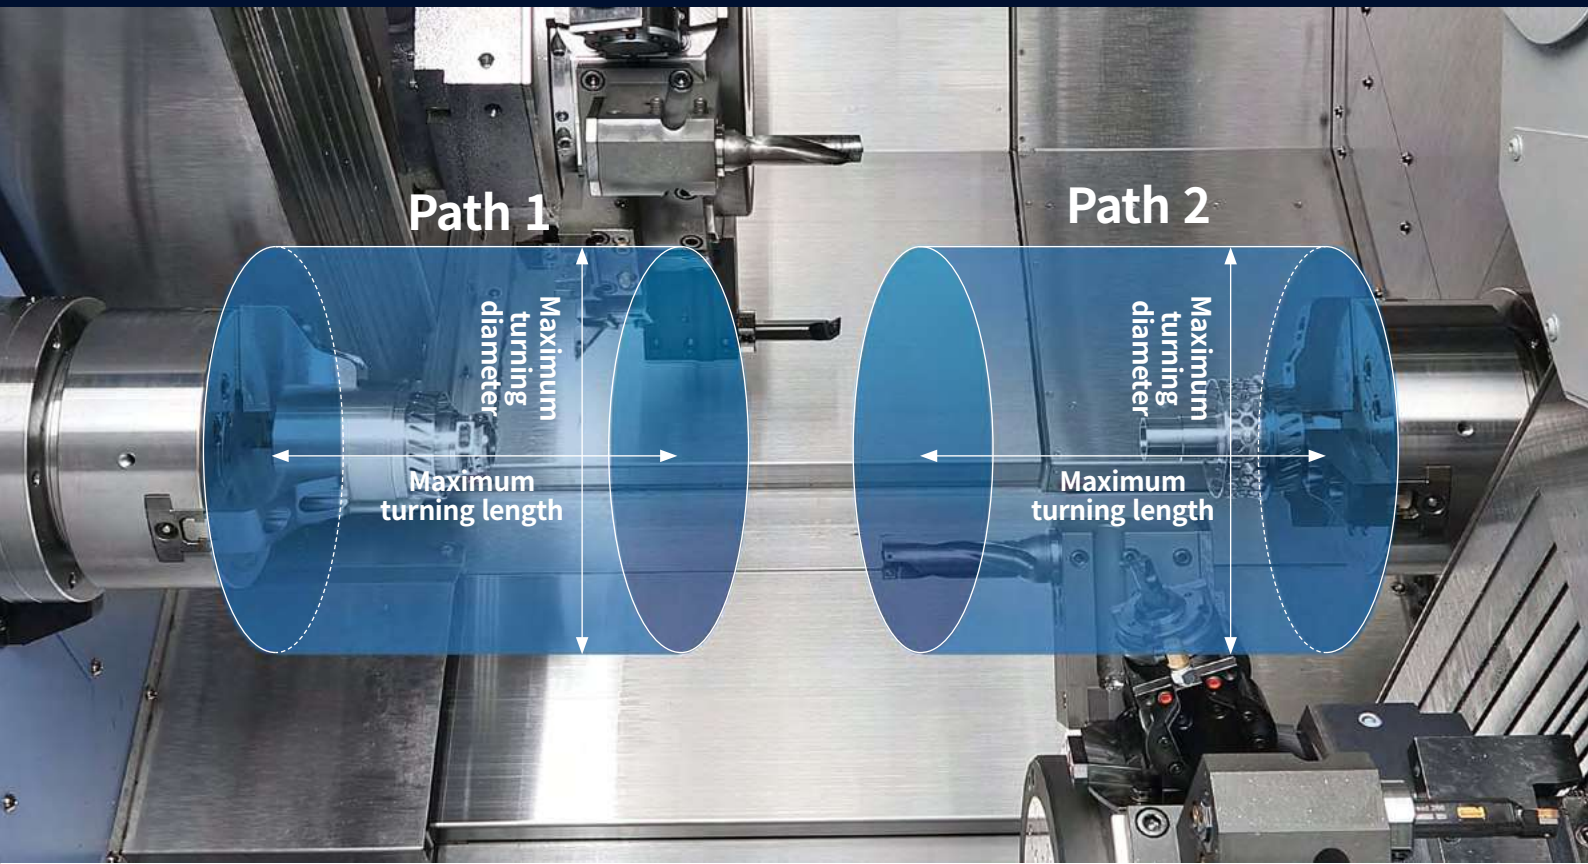 Path 1
Maximum
turning
diameter
Maximum
turning length
Path 2
Maximum
turning
diameter
Maximum
turning length